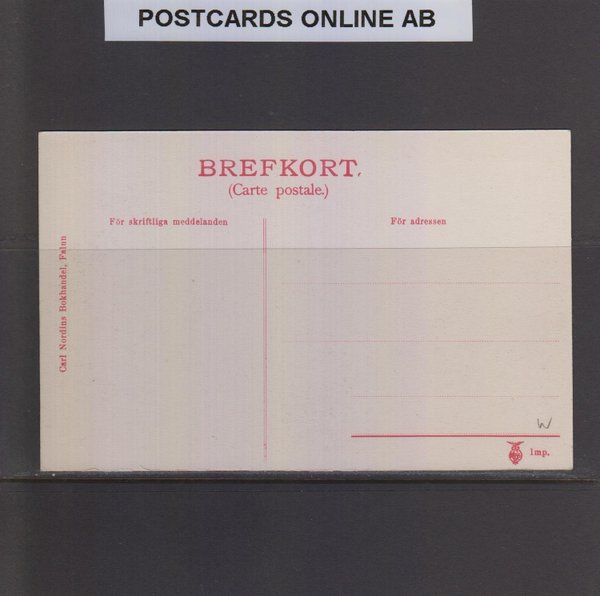 POSTCARDS ONLINE AB
BREFKORT.
(Carte postale.)
För skriftliga meddelanden
För adressen
Carl Nordins Bokhandel, Falun
W
Imp.